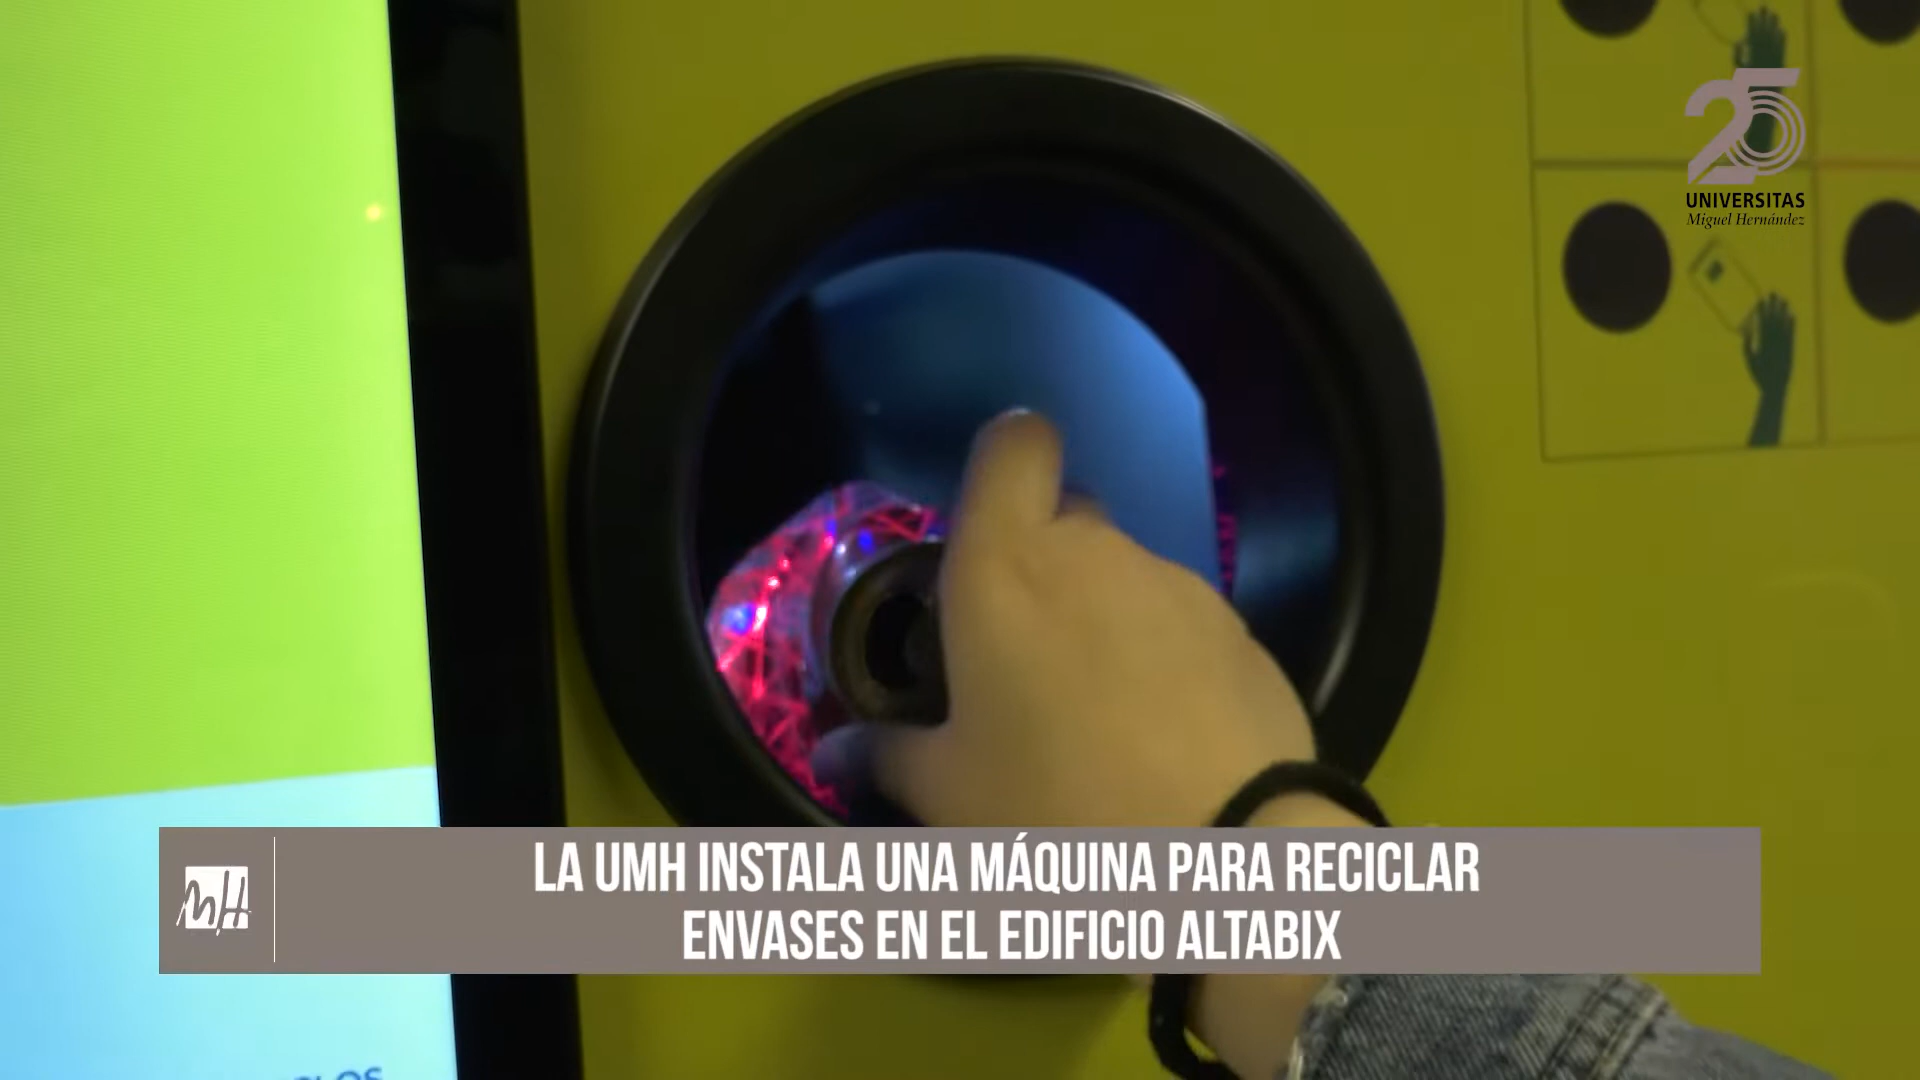 25
UNIVERSITAS
Miguel Hernández
LA UMH INSTALA UNA MÁQUINA PARA RECICLAR
ENVASES EN EL EDIFICIO ALTABIX